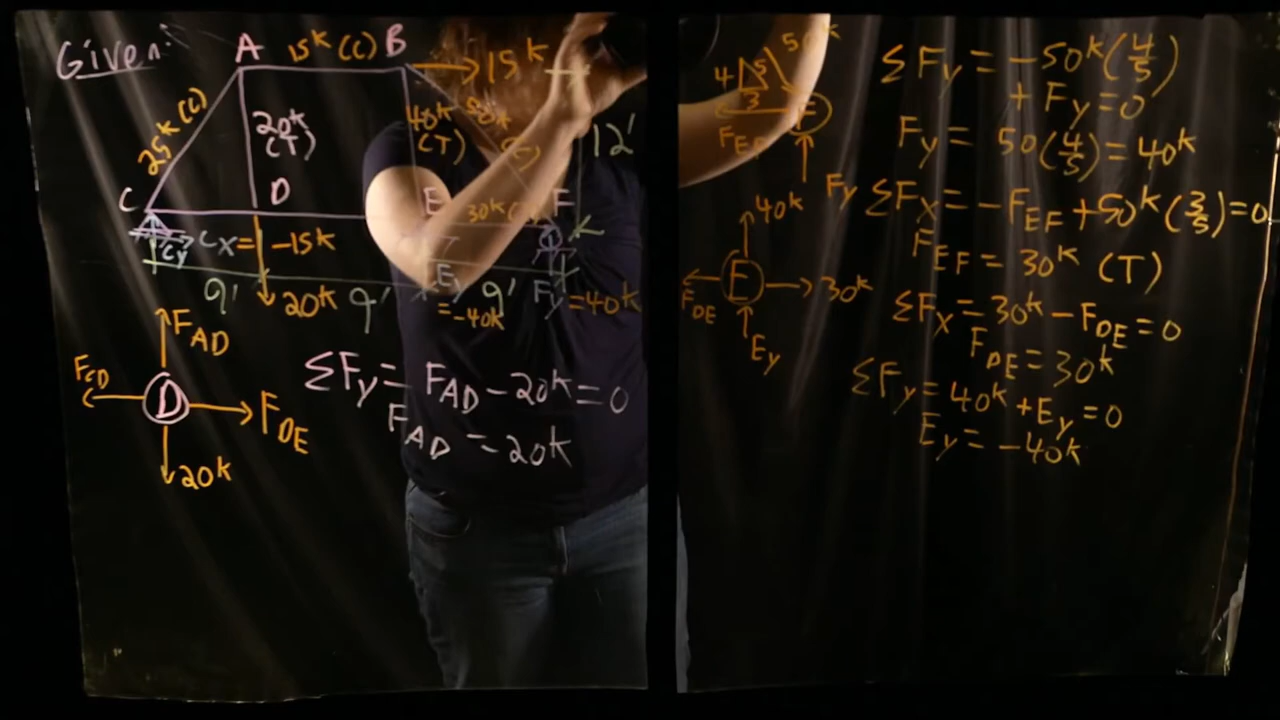 Given:
A 15k (C) B
15k
25k (C)
20k (T)
40k (T)
12'
C
D
E
30k
F
Cx = -15k
Cy
20k
Ey = -40k
Fy = 40k
9' 9' 9'
FAD
FCD
D
FDE
20k
ΣFy = FAD - 20k = 0
FAD = 20k
4 5 3
F
Fy
40k
E
30k
FDE
Ey
ΣFy = -50k(4/5)
+ Fy = 0
Fy = 50(4/5) = 40k
ΣFx = -FEF + 50k(3/5) = 0
FEF = 30k (T)
ΣFx = 30k - FDE = 0
FDE = 30k
ΣFy = 40k + Ey = 0
Ey = -40k